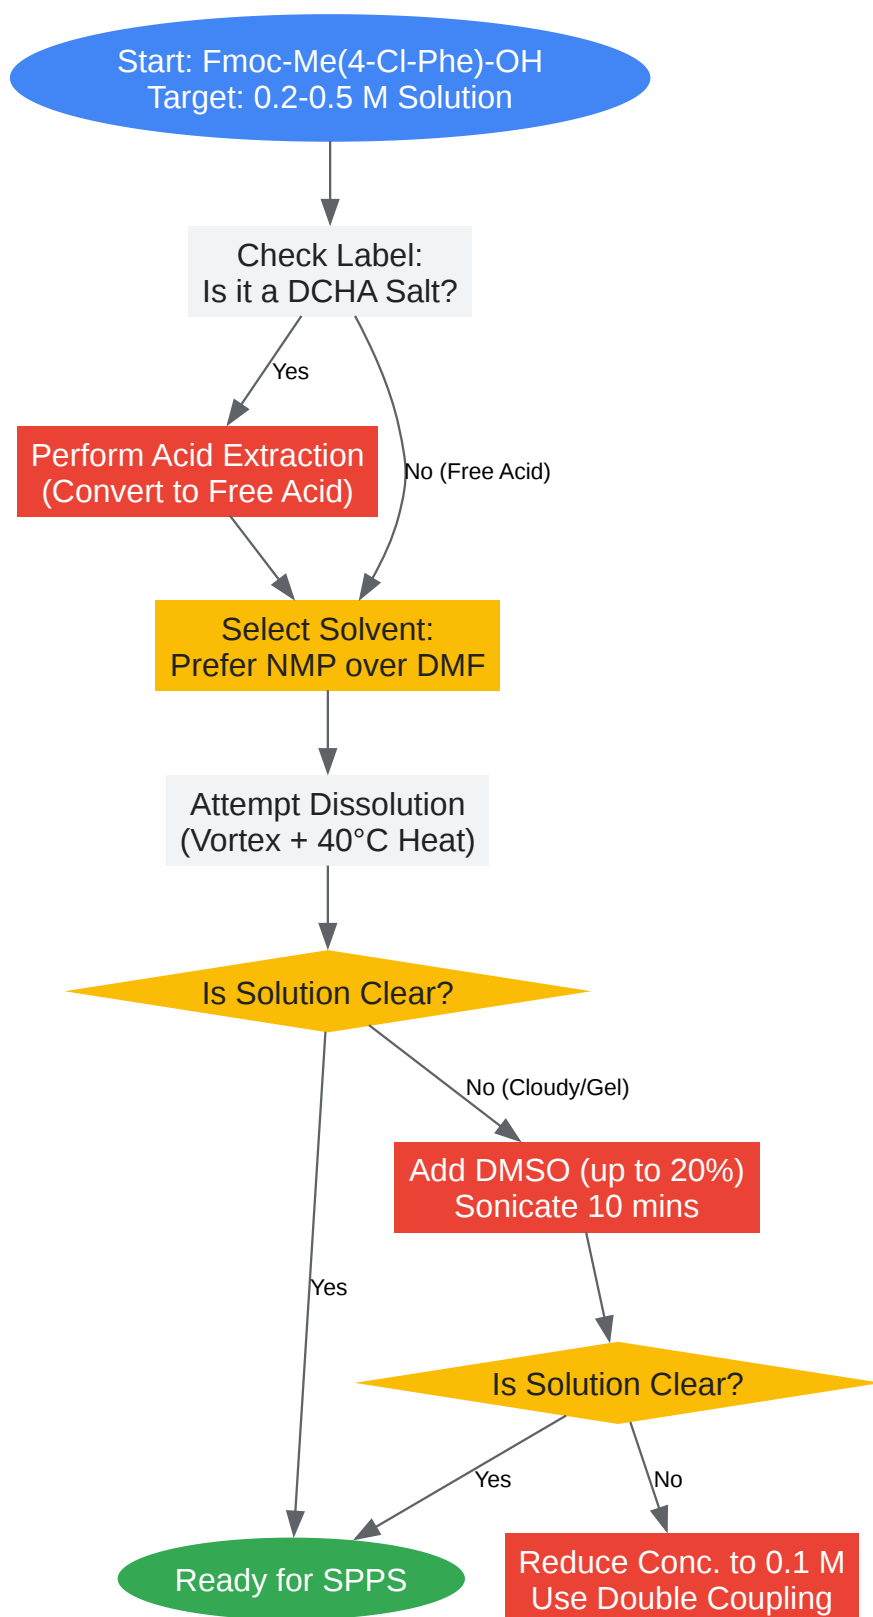 Start: Fmoc-Me(4-Cl-Phe)-OH
Target: 0.2-0.5 M Solution
Check Label:
Is it a DCHA Salt?
Yes
Perform Acid Extraction
(Convert to Free Acid)
No (Free Acid)
Select Solvent:
Prefer NMP over DMF
Attempt Dissolution
(Vortex + 40°C Heat)
Is Solution Clear?
No (Cloudy/Gel)
Add DMSO (up to 20%)
Sonicate 10 mins
Yes
Is Solution Clear?
Yes
No
Ready for SPPS
Reduce Conc. to 0.1 M
Use Double Coupling